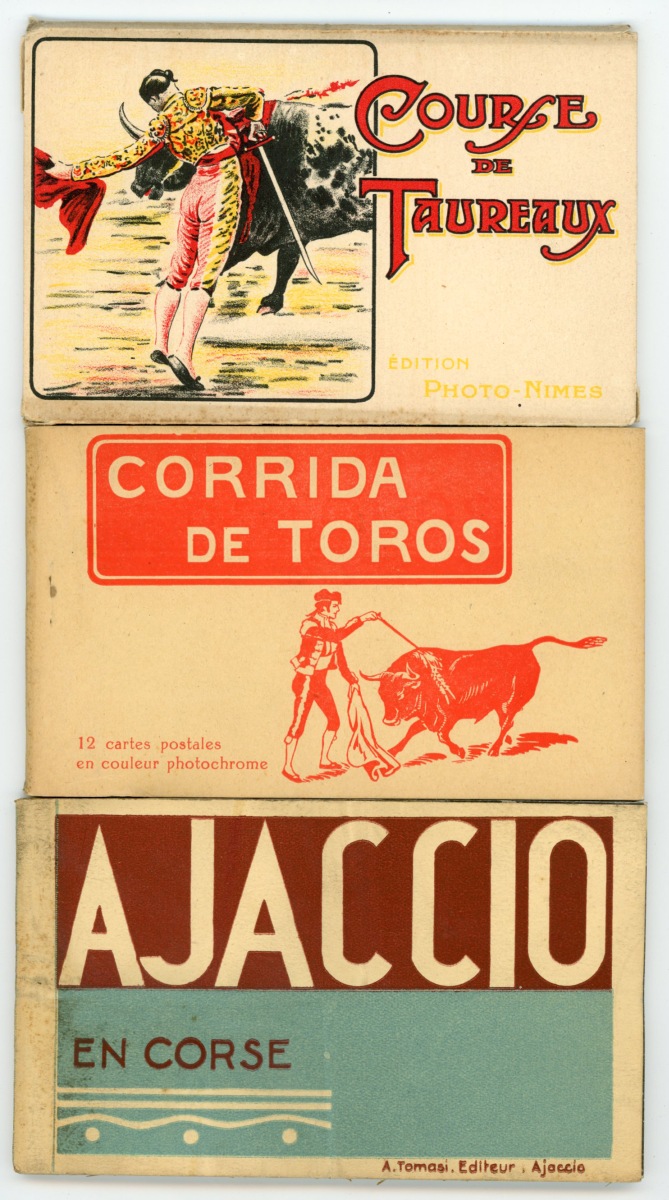 COURSE
DE
TAUREAUX
ÉDITION
PHOTO-NIMES
CORRIDA
DE TOROS
12 cartes postales
en couleur photochrome
AJACCIO
EN CORSE
A. Tomasi. Editeur. Ajaccio